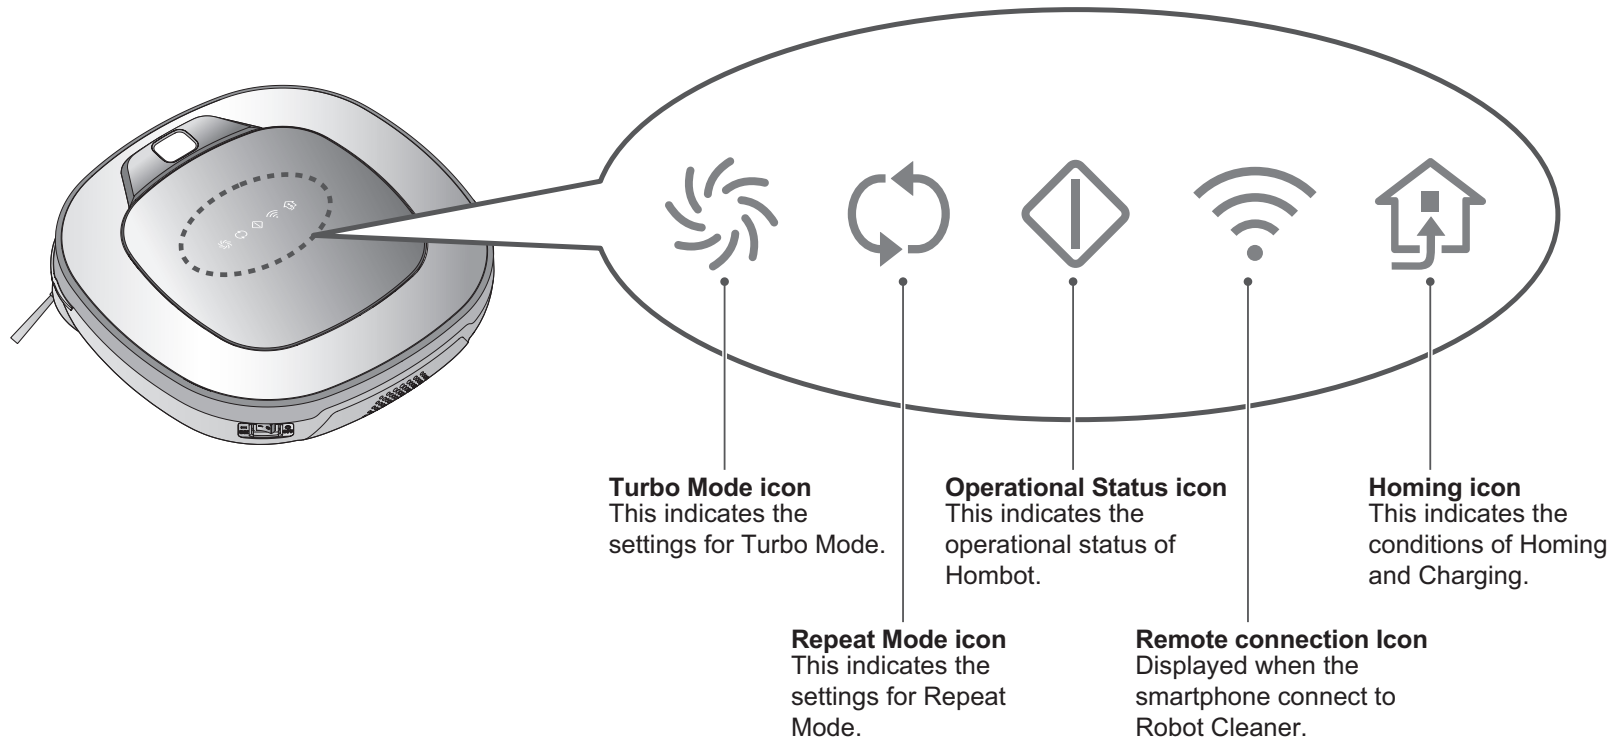 Turbo Mode icon
This indicates the
settings for Turbo Mode.
Operational Status icon
This indicates the
operational status of
Hombot.
Homing icon
This indicates the
conditions of Homing
and Charging.
Repeat Mode icon
This indicates the
settings for Repeat
Mode.
Remote connection Icon
Displayed when the
smartphone connect to
Robot Cleaner.